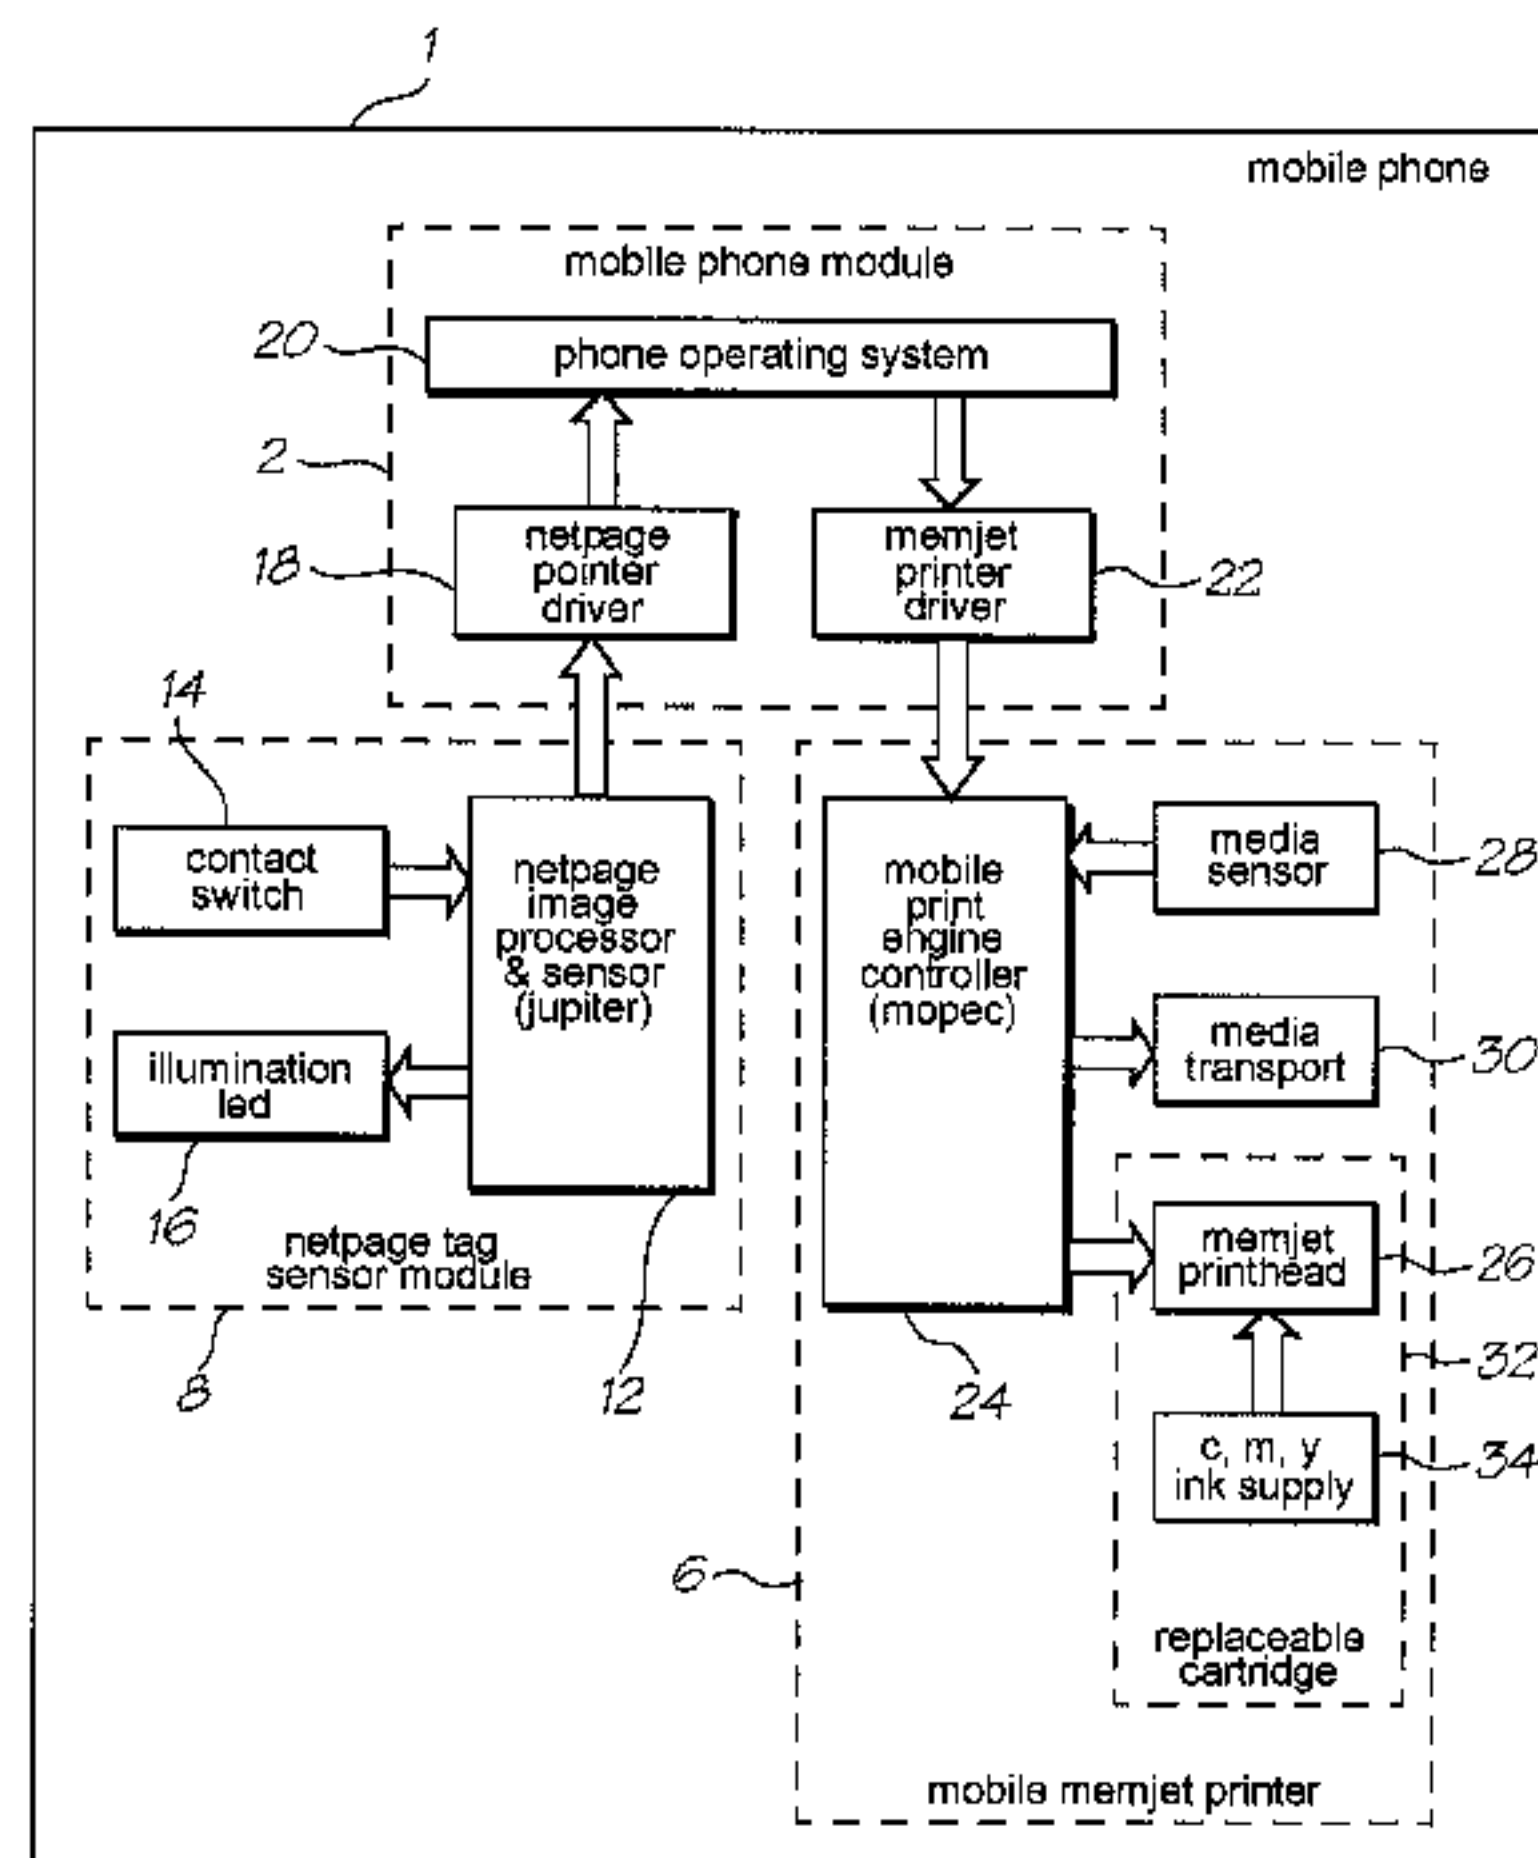 1
mobile phone
mobile phone module
20
phone operating system
2
18
netpage
pointer
driver
memjet
printer
driver
22
14
contact
switch
netpage
image
processor
& sensor
(jupiter)
mobile
print
engine
controller
(mopec)
media
sensor
28
illumination
led
media
transport
30
16
netpage tag
sensor module
memjet
printhead
26
8
12
24
32
c, m, y
ink supply
34
6
replaceable
cartridge
mobile memjet printer